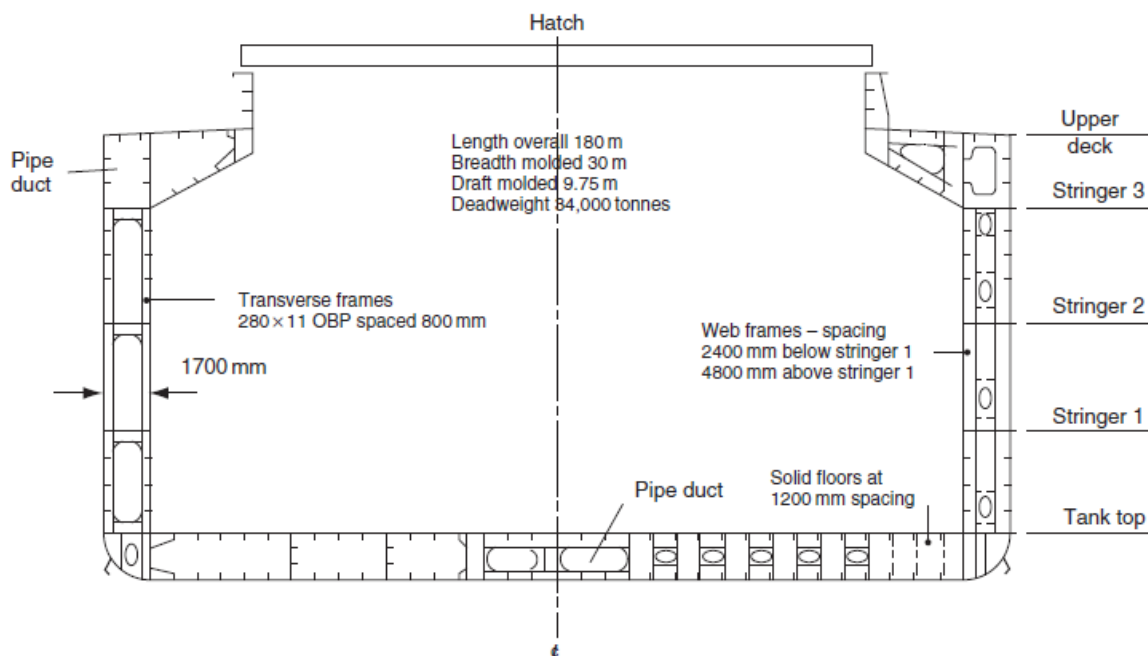 Hatch
Length overall 180 m
Breadth molded 30 m
Draft molded 9.75 m
Deadweight 34,000 tonnes
Upper
deck
Pipe
duct
Stringer 3
Transverse frames
280 × 11 OBP spaced 800 mm
Stringer 2
Web frames – spacing
2400 mm below stringer 1
4800 mm above stringer 1
1700 mm
Stringer 1
Solid floors at
1200 mm spacing
Pipe duct
Tank top
℄